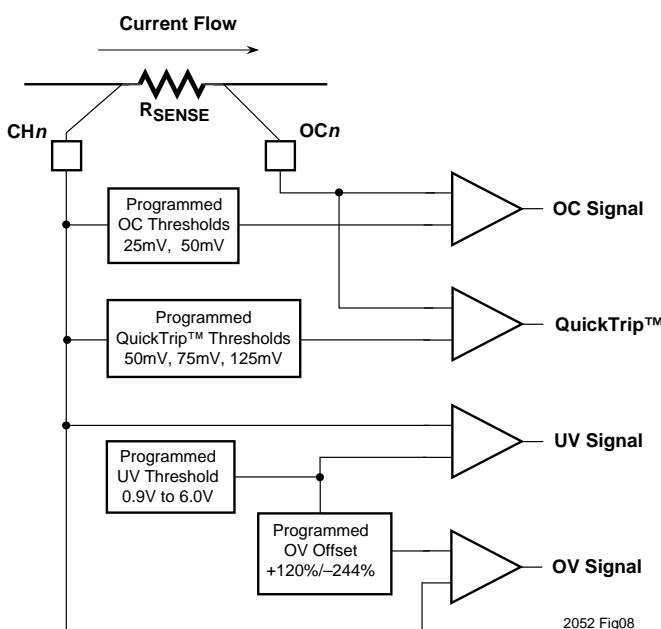 Current Flow
RSENSE
CHn
OCn
Programmed
OC Thresholds
25mV, 50mV
OC Signal
Programmed
QuickTrip™ Thresholds
50mV, 75mV, 125mV
QuickTrip™
UV Signal
Programmed
UV Threshold
0.9V to 6.0V
Programmed
OV Offset
+120%/–244%
OV Signal
2052 Fig08